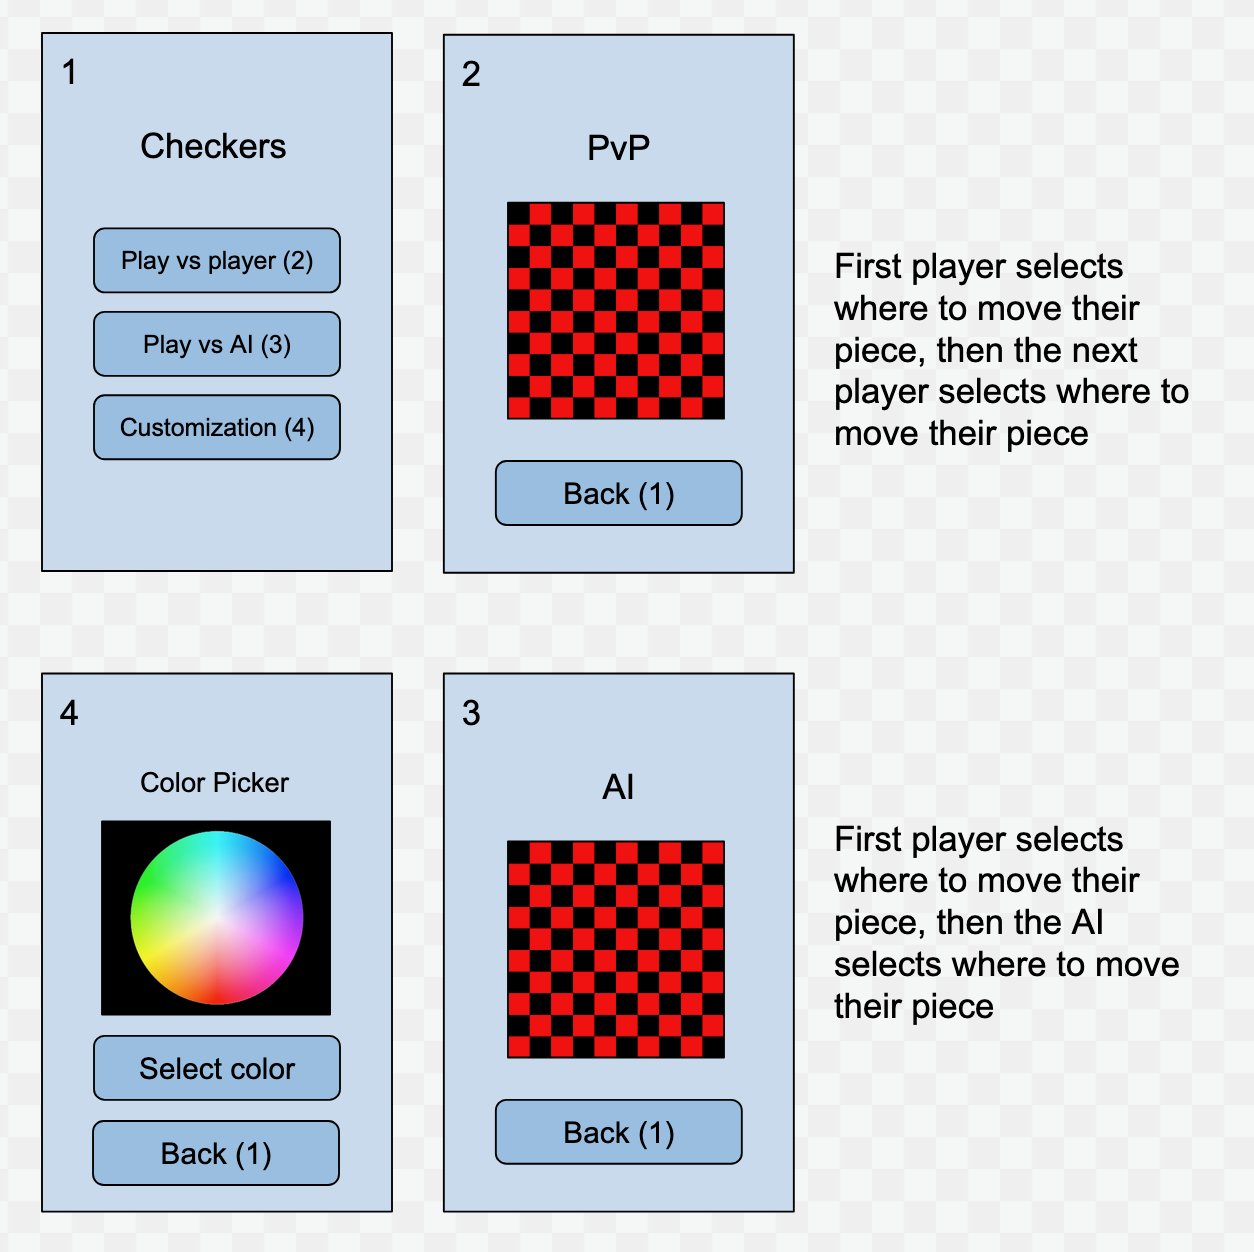 1
Checkers
Play vs player (2)
Play vs AI (3)
Customization (4)
2
PvP
Back (1)
First player selects
where to move their
piece, then the next
player selects where to
move their piece
4
Color Picker
Select color
Back (1)
3
AI
Back (1)
First player selects
where to move their
piece, then the AI
selects where to move
their piece